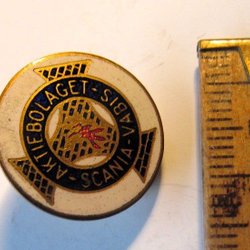 AKTIEBOLAGET - SCANIA - VABIS -